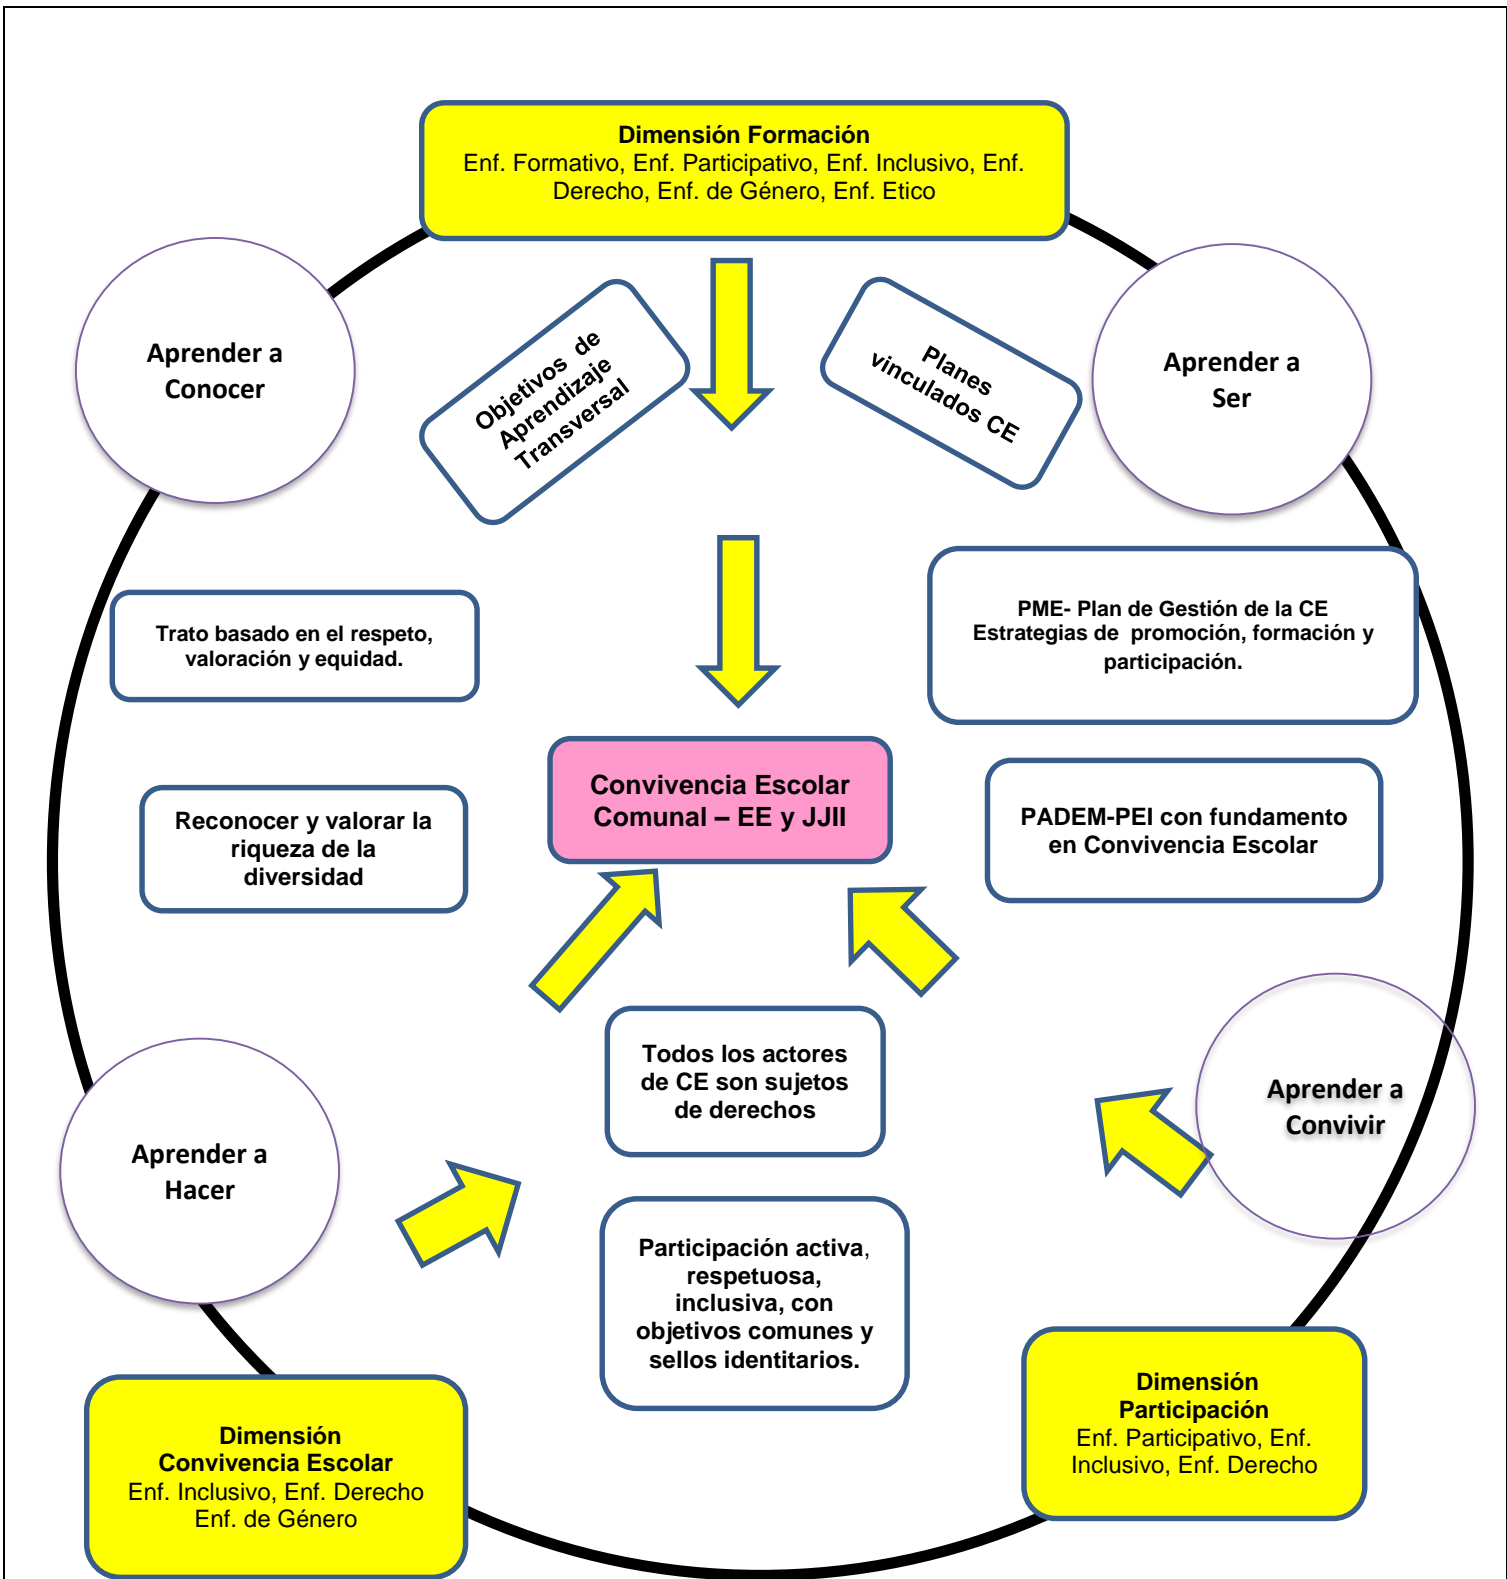 Dimensión Formación
Enf. Formativo, Enf. Participativo, Enf. Inclusivo, Enf.
Derecho, Enf. de Género, Enf. Etico
Aprender a
Conocer
Objetivos de
Aprendizaje
Transversal
Planes
vinculados CE
Aprender a
Ser
Trato basado en el respeto,
valoración y equidad.
PME- Plan de Gestión de la CE
Estrategias de promoción, formación y
participación.
Convivencia Escolar
Comunal – EE y JJII
Reconocer y valorar la
riqueza de la
diversidad
PADEM-PEI con fundamento
en Convivencia Escolar
Todos los actores
de CE son sujetos
de derechos
Aprender a
Convivir
Aprender a
Hacer
Participación activa,
respetuosa,
inclusiva, con
objetivos comunes y
sellos identitarios.
Dimensión
Convivencia Escolar
Enf. Inclusivo, Enf. Derecho
Enf. de Género
Dimensión
Participación
Enf. Participativo, Enf.
Inclusivo, Enf. Derecho